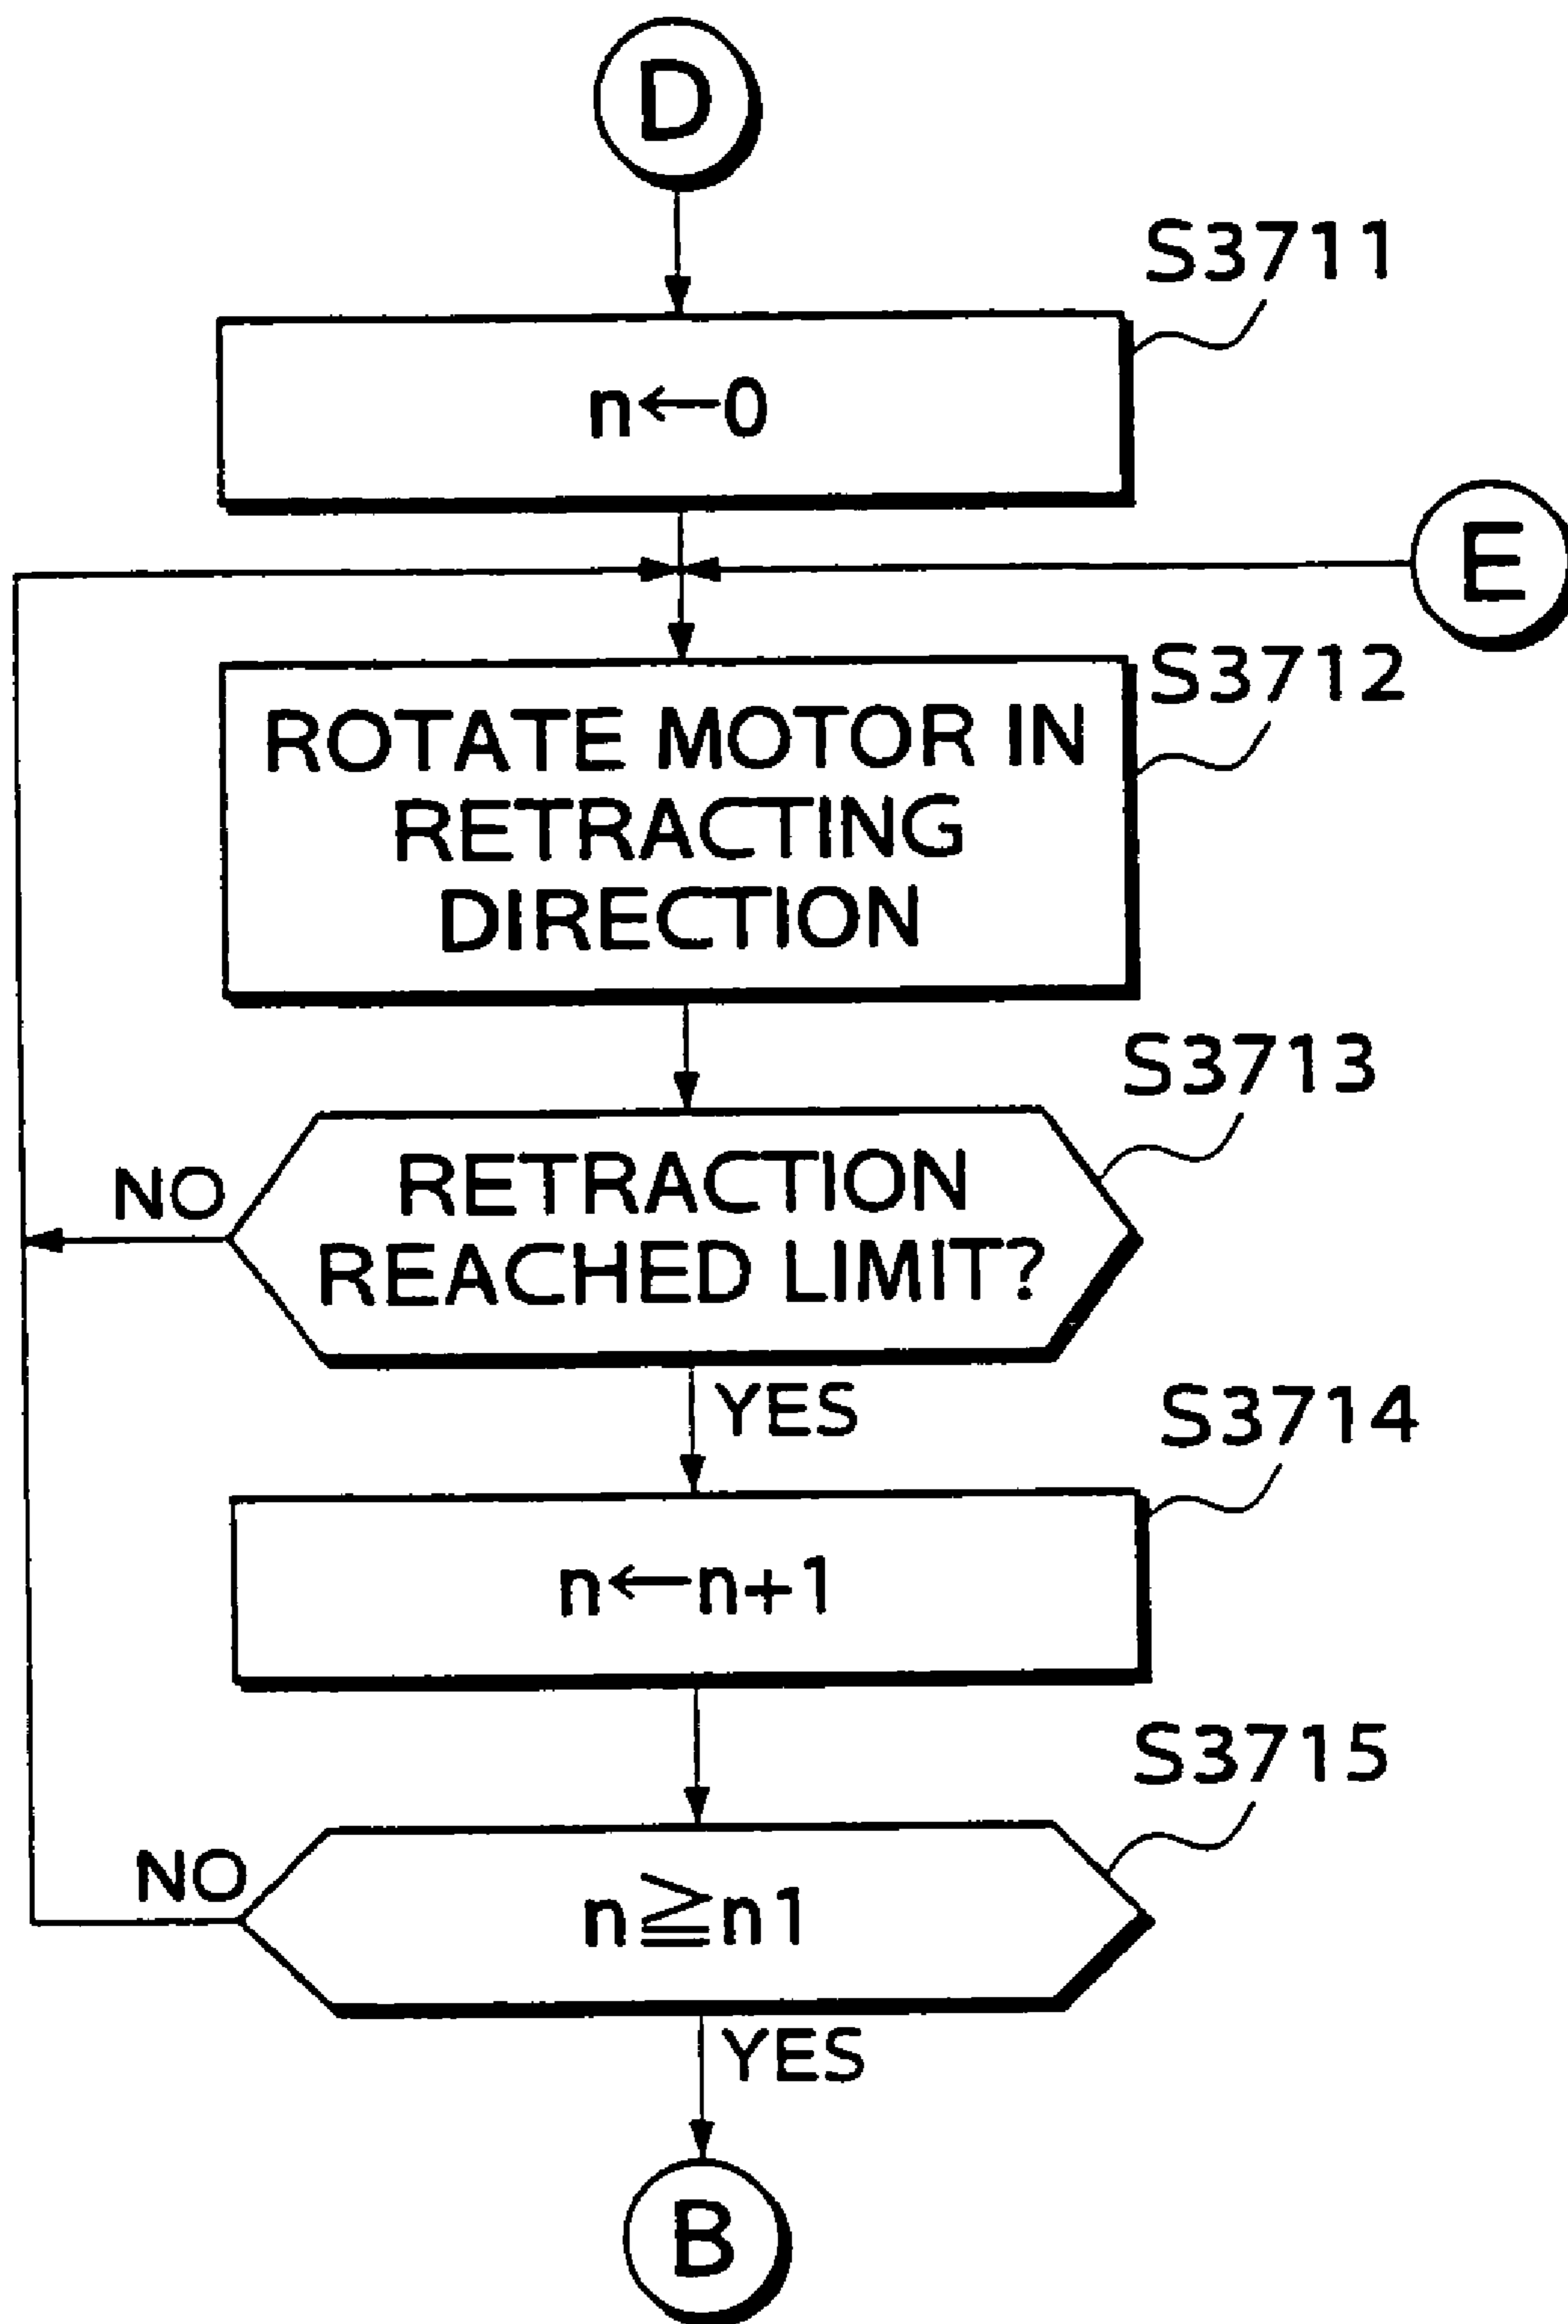 D
S3711
n←0
E
S3712
ROTATE MOTOR IN
RETRACTING
DIRECTION
S3713
NO
RETRACTION
REACHED LIMIT?
YES
S3714
n←n+1
S3715
NO
n≧n1
YES
B